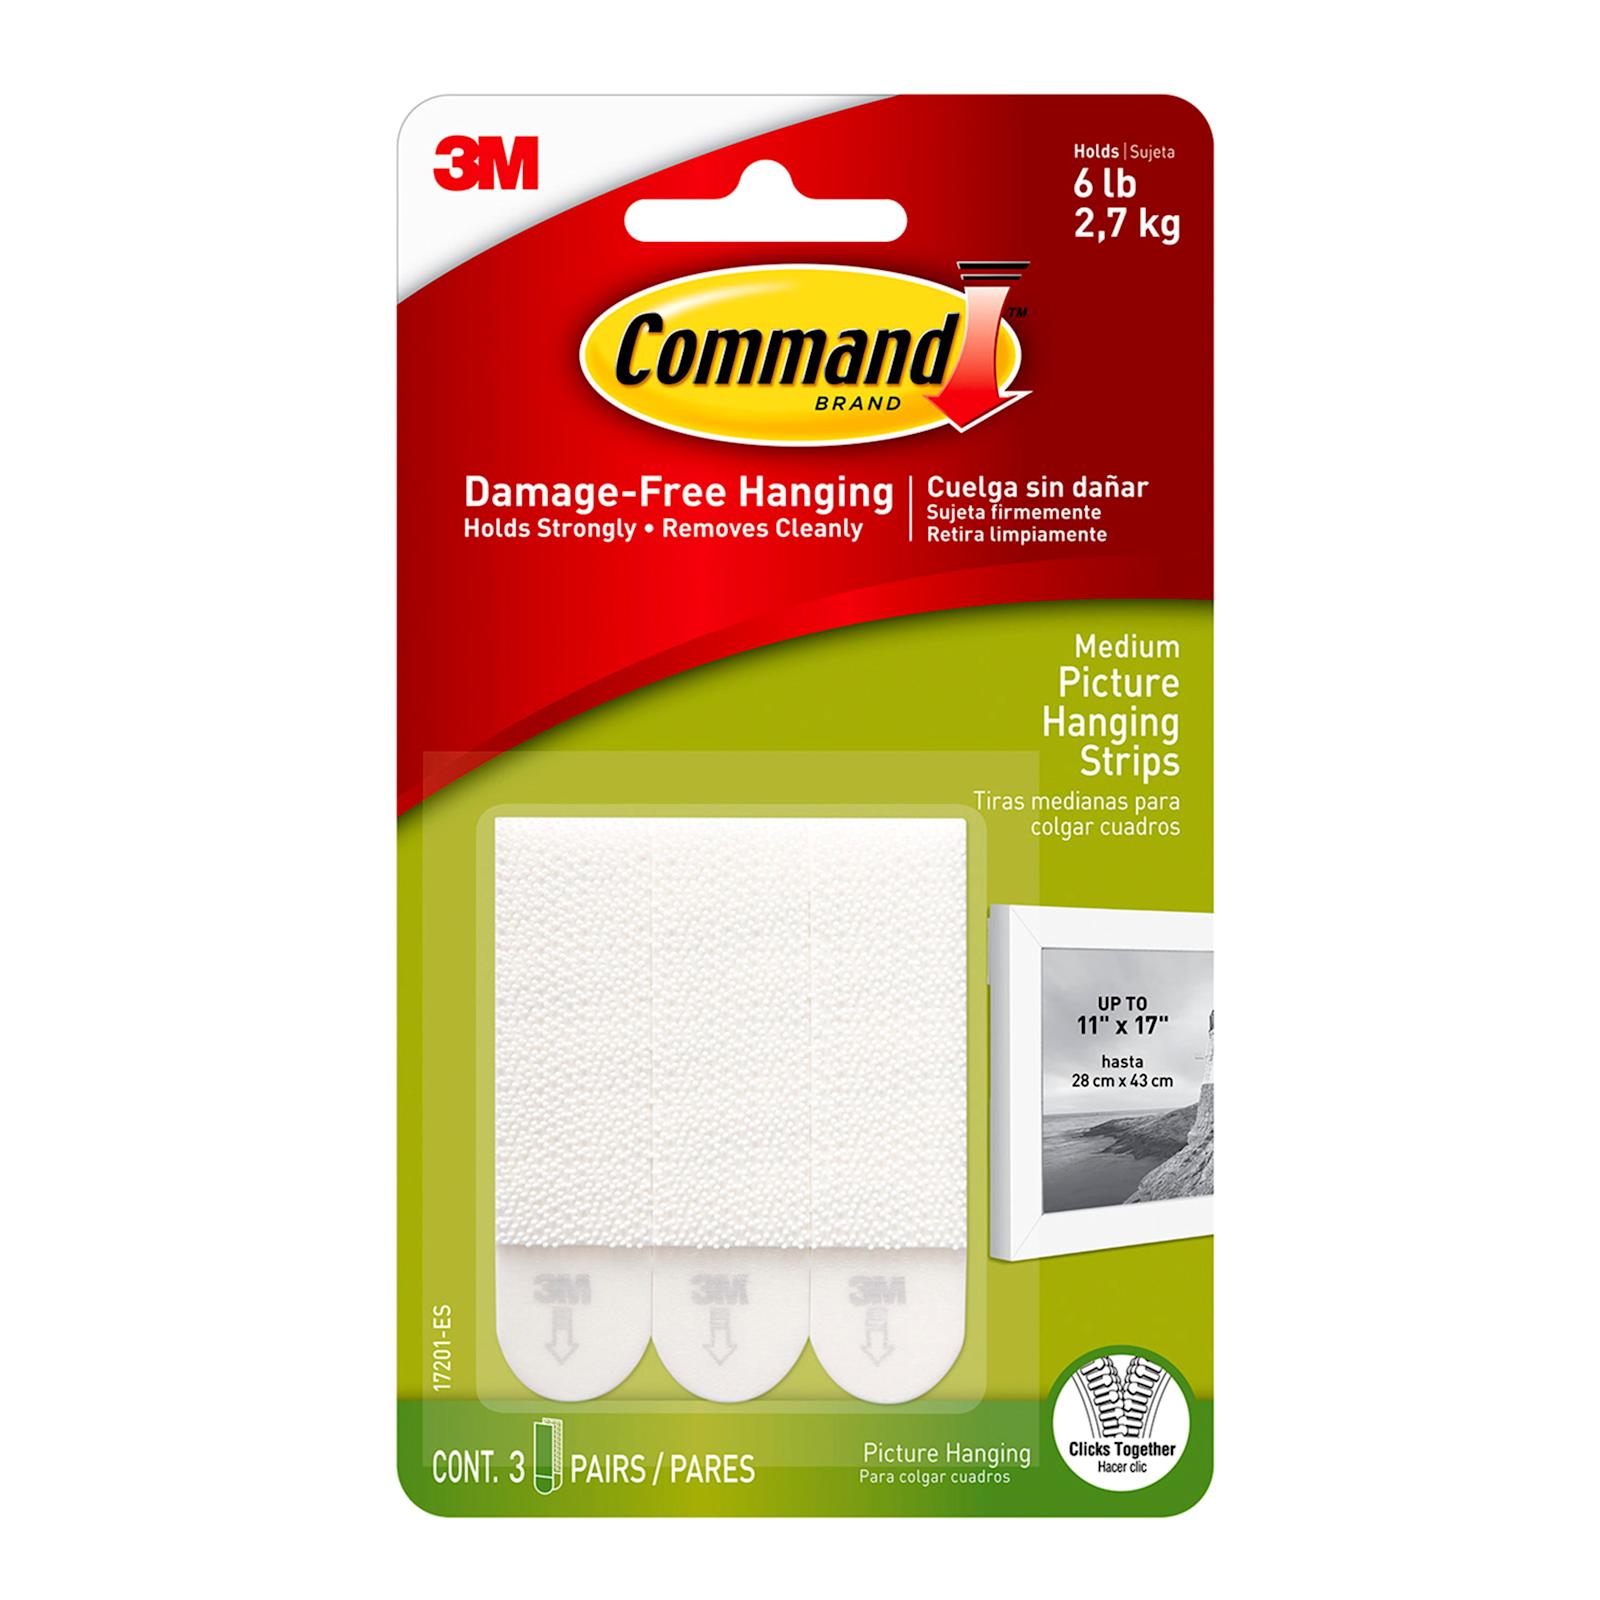 3M
Holds | Sujeta
6 lb
2,7 kg
Command™
BRAND
Damage-Free Hanging
Holds Strongly • Removes Cleanly
Cuelga sin dañar
Sujeta firmemente
Retira limpiamente
Medium
Picture
Hanging
Strips
Tiras medianas para
colgar cuadros
UP TO
11" x 17"
hasta
28 cm x 43 cm
3M 3M 3M
17201-ES
CONT. 3 PAIRS / PARES
Picture Hanging
Para colgar cuadros
Clicks Together
Hacer clic